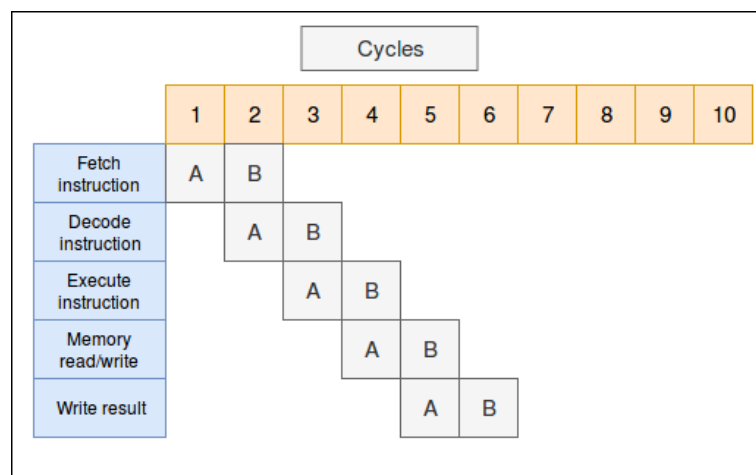 Cycles
1 2 3 4 5 6 7 8 9 10
Fetch
instruction
A B
Decode
instruction
A B
Execute
instruction
A B
Memory
read/write
A B
Write result
A B